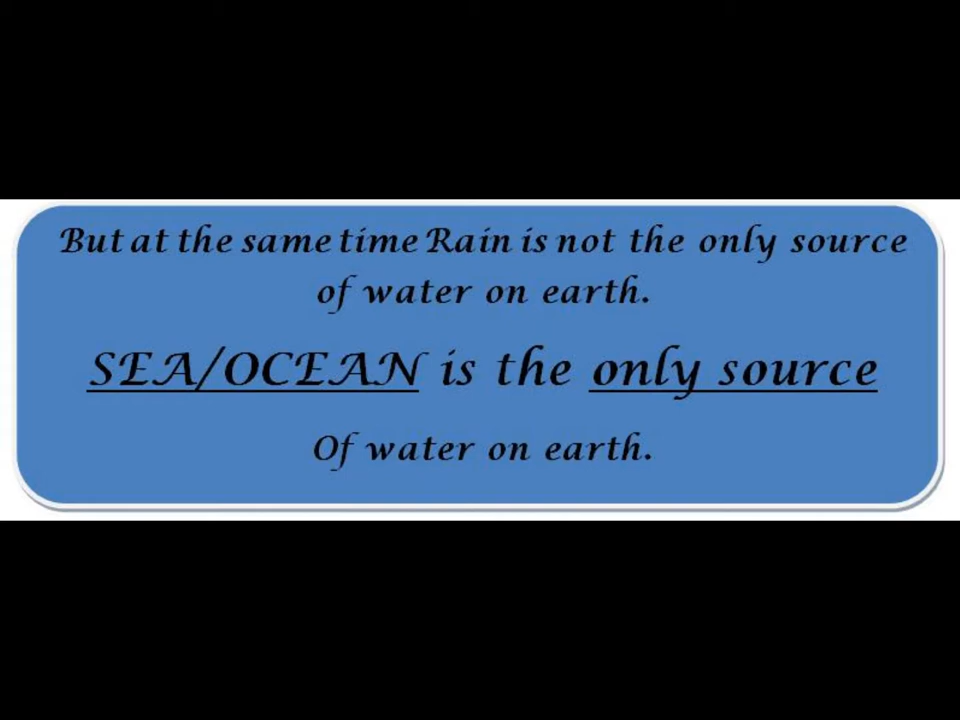 But at the same time Rain is not the only source
of water on earth.
SEA/OCEAN is the only source
Of water on earth.